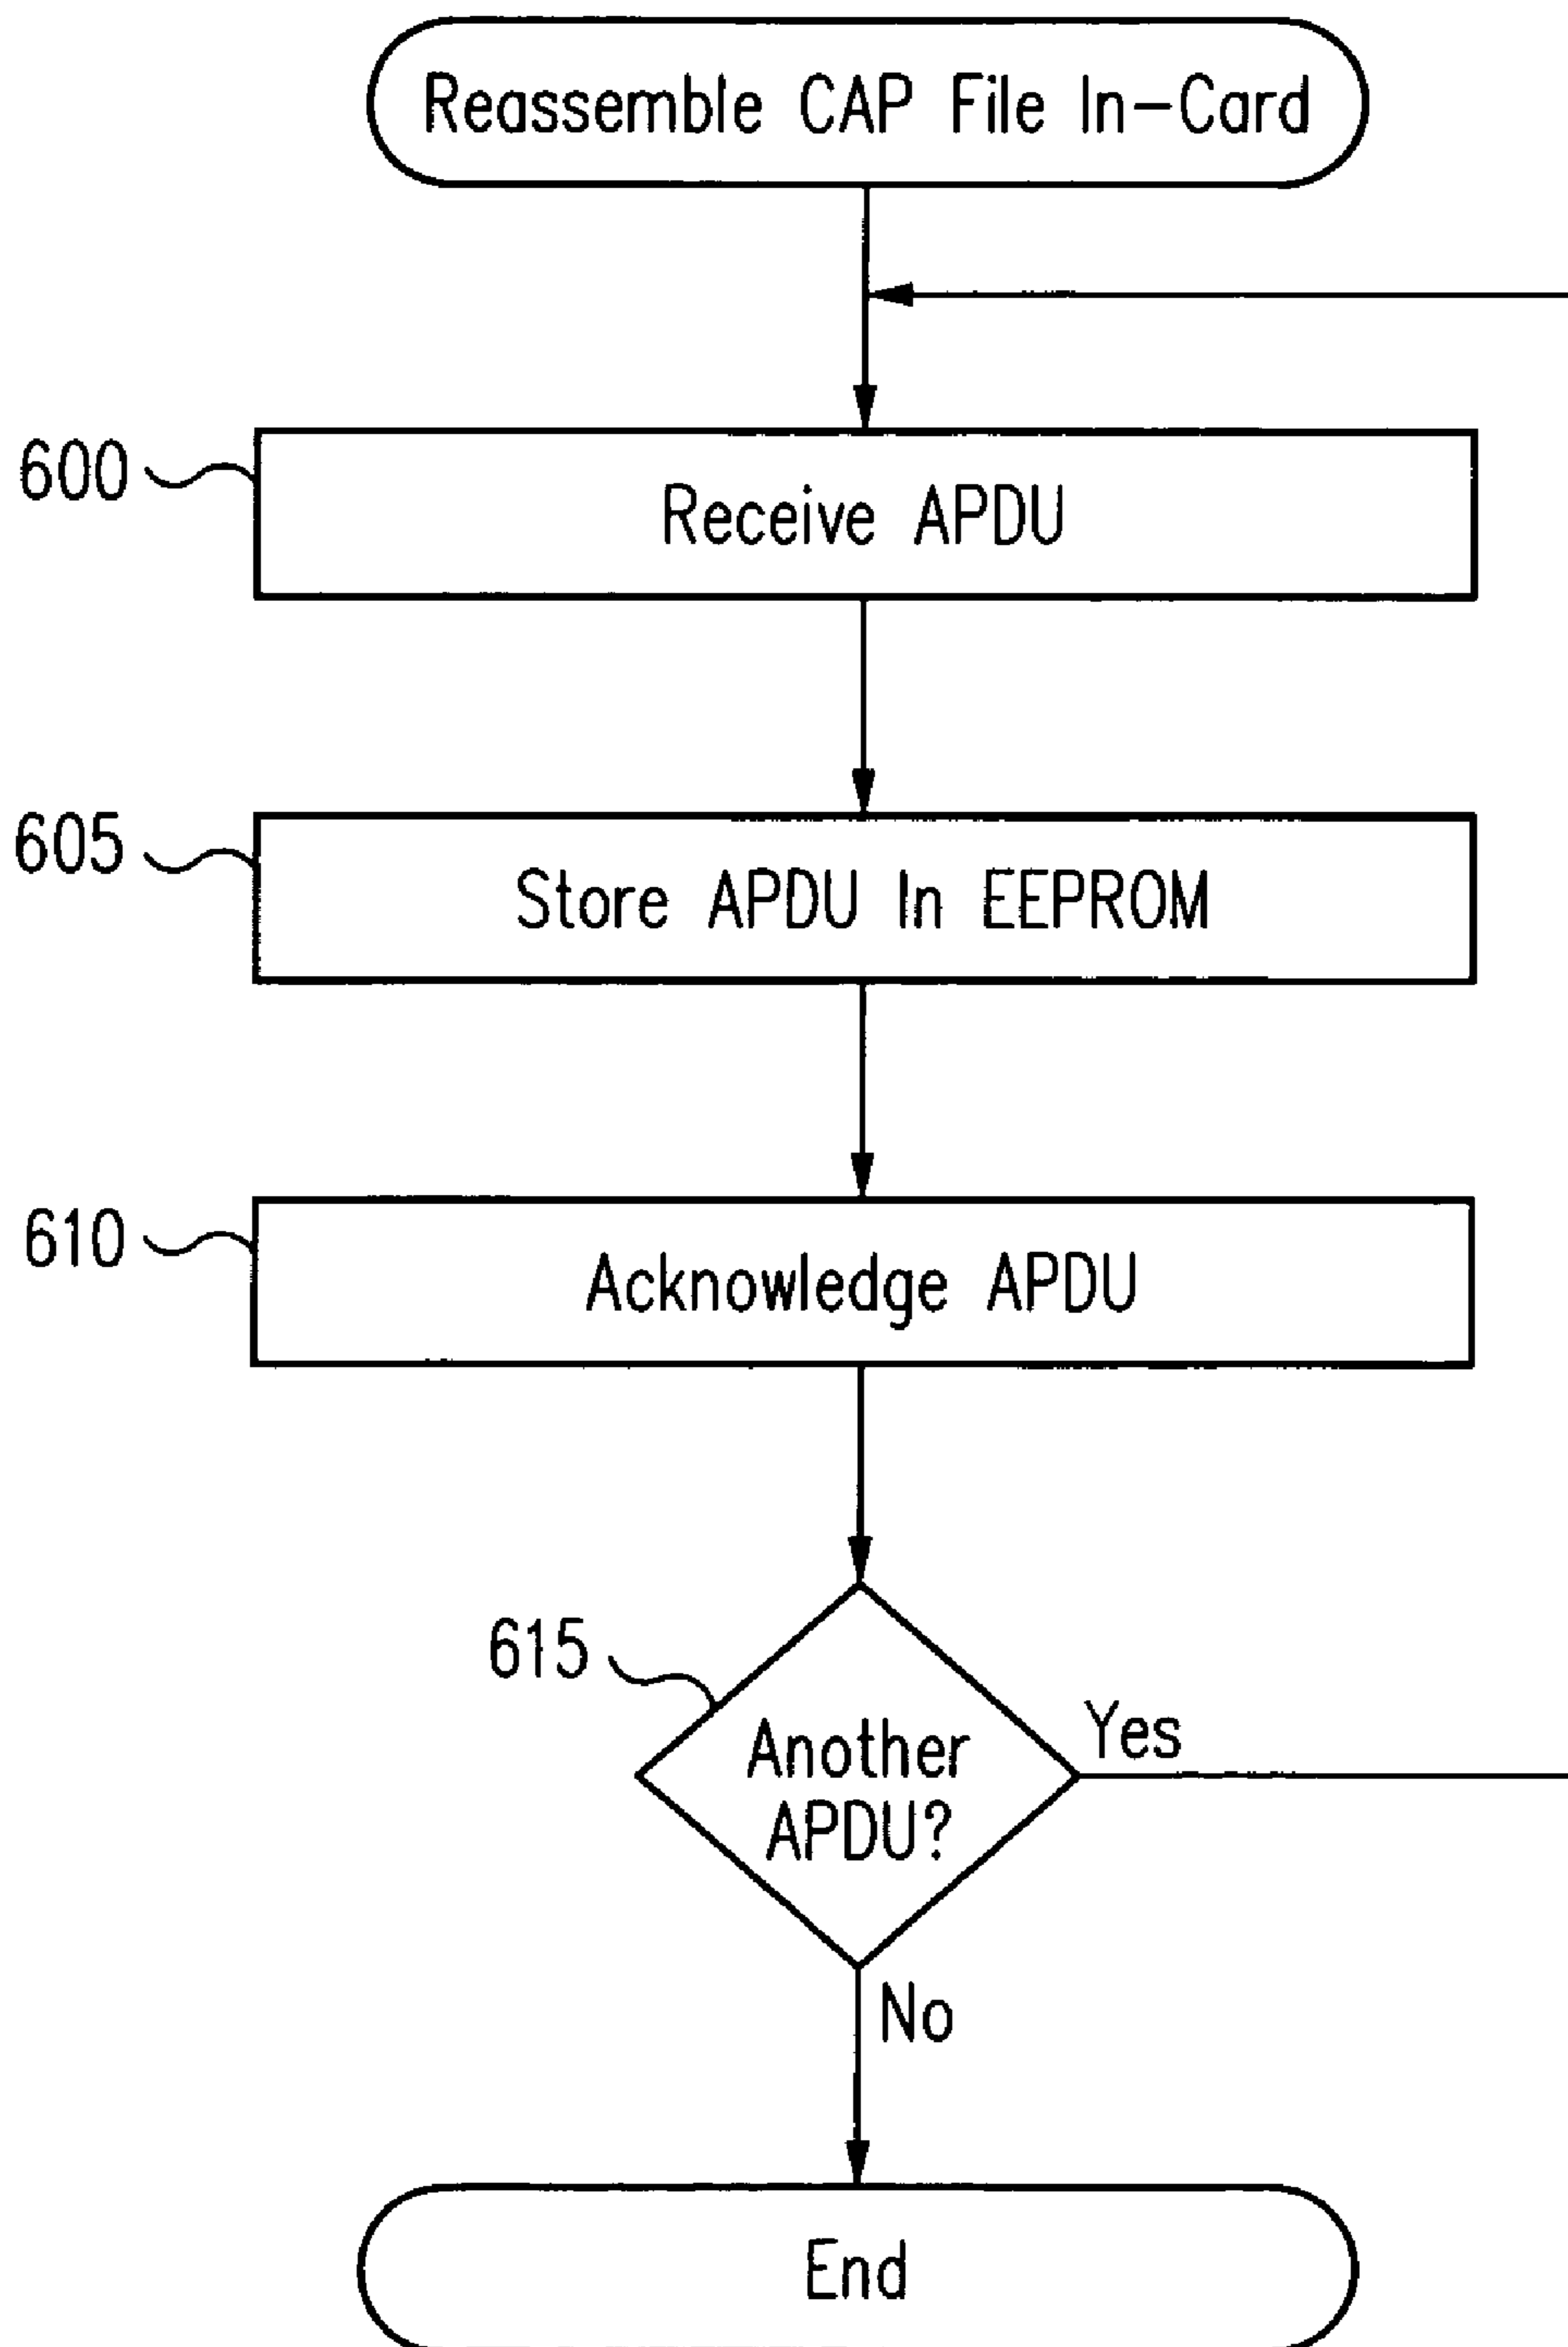 Reassemble CAP File In-Card
600
Receive APDU
605
Store APDU In EEPROM
610
Acknowledge APDU
615
Another
APDU?
Yes
No
End